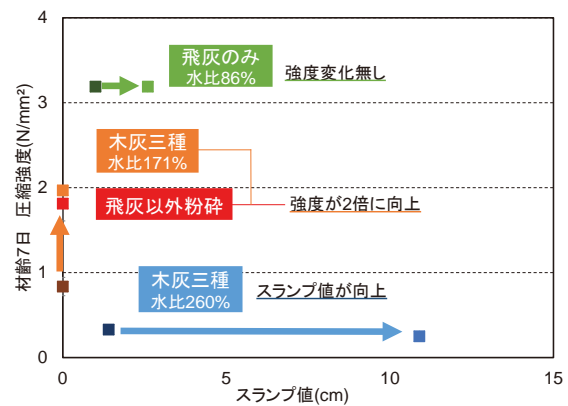 材齢7日 圧縮強度(N/mm²)
4
3
2
1
0
飛灰のみ
水比86%
強度変化無し
木灰三種
水比171%
飛灰以外粉砕
強度が2倍に向上
木灰三種
水比260%
スランプ値が向上
0
5
10
15
スランプ値(cm)